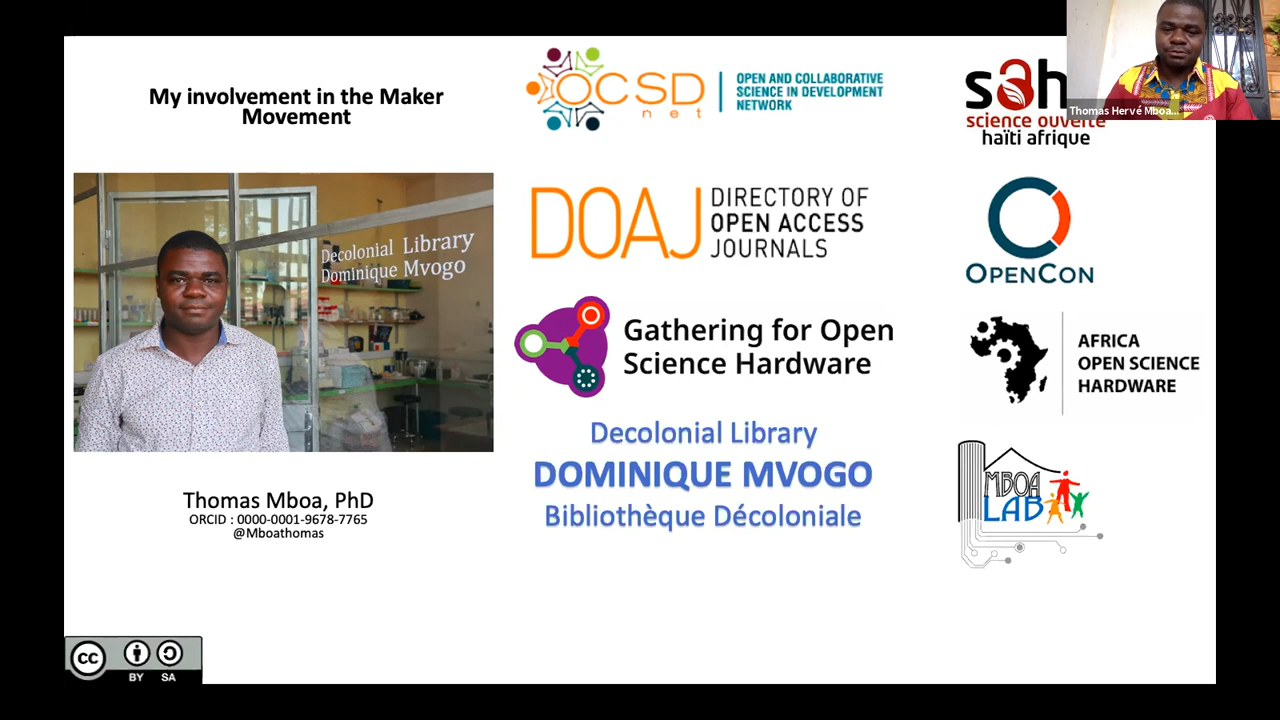 My involvement in the Maker
Movement
OCSD
net
OPEN AND COLLABORATIVE
SCIENCE IN DEVELOPMENT
NETWORK
science ouverte
haïti afrique
Thomas Hervé Mboa...
Decolonial Library
Dominique Mvogo
DOAJ
DIRECTORY OF
OPEN ACCESS
JOURNALS
OPENCON
Gathering for Open
Science Hardware
AFRICA
OPEN SCIENCE
HARDWARE
Decolonial Library
DOMINIQUE MVOGO
Bibliothèque Décoloniale
MBOA
LAB
Thomas Mboa, PhD
ORCID : 0000-0001-9678-7765
@Mboathomas
cc
BY SA